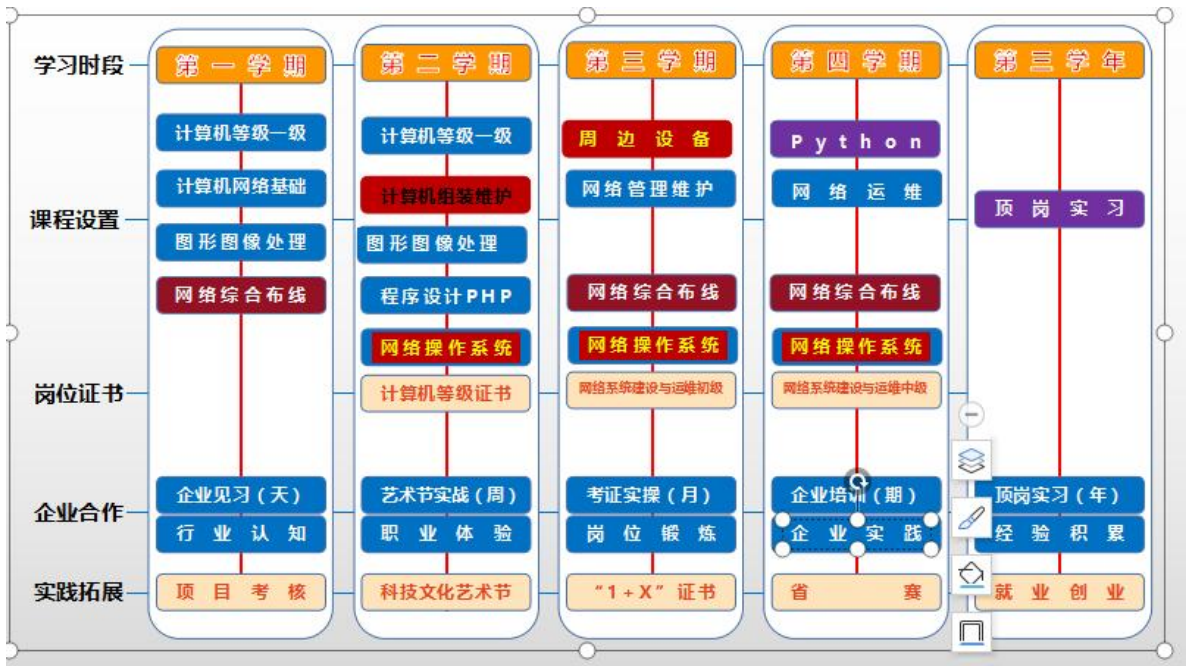 学习时段 第一学期 第二学期 第三学期 第四学期 第三学年
计算机等级一级 计算机等级一级 周边设备 Python
计算机网络基础 计算机组装维护 网络管理维护 网络运维
课程设置 顶岗实习
图形图像处理 图形图像处理
网络综合布线 程序设计PHP 网络综合布线 网络综合布线
网络操作系统 网络操作系统 网络操作系统
岗位证书 计算机等级证书 网络系统建设与运维初级 网络系统建设与运维中级
企业合作
企业见习(天) 艺术节实战(周) 考证实操(月) 企业培训(期) 顶岗实习(年)
行业认知 职业体验 岗位锻炼 企业实践 经验积累
实践拓展 项目考核 科技文化艺术节 “1+X”证书 省赛 就业创业